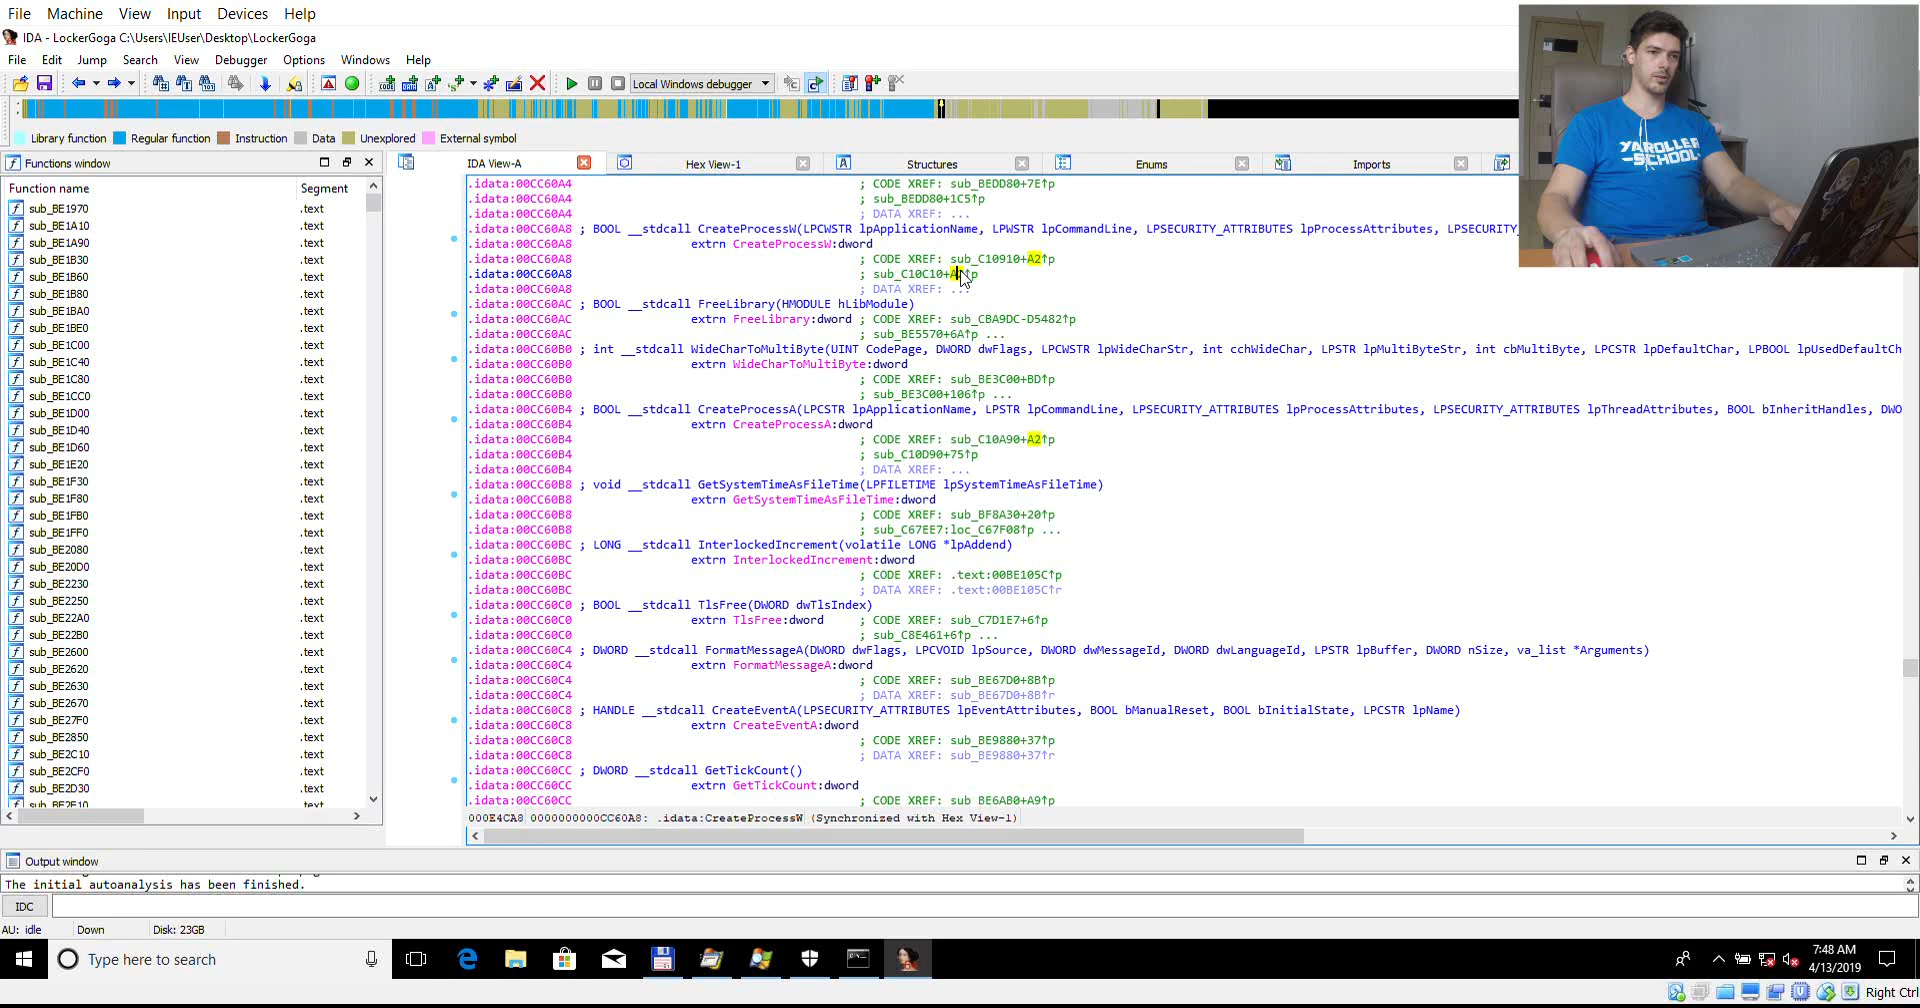 File Machine View Input Devices Help
IDA - LockerGoga C:\Users\IEUser\Desktop\LockerGoga
File Edit Jump Search View Debugger Options Windows Help
Local Windows debugger
Library function Regular function Instruction Data Unexplored External symbol
Functions window
IDA View-A Hex View-1 Structures Enums Imports
Function name Segment
sub_BE1970 .text
sub_BE1A10 .text
sub_BE1A90 .text
sub_BE1B30 .text
sub_BE1B60 .text
sub_BE1B80 .text
sub_BE1BA0 .text
sub_BE1BE0 .text
sub_BE1C00 .text
sub_BE1C40 .text
sub_BE1C80 .text
sub_BE1CC0 .text
sub_BE1D00 .text
sub_BE1D40 .text
sub_BE1D60 .text
sub_BE1E20 .text
sub_BE1F30 .text
sub_BE1F80 .text
sub_BE1FB0 .text
sub_BE1FF0 .text
sub_BE2080 .text
sub_BE20D0 .text
sub_BE2230 .text
sub_BE2250 .text
sub_BE22A0 .text
sub_BE22B0 .text
sub_BE2600 .text
sub_BE2620 .text
sub_BE2630 .text
sub_BE2670 .text
sub_BE27F0 .text
sub_BE2850 .text
sub_BE2C10 .text
sub_BE2CF0 .text
sub_BE2D30 .text
sub_BE2E10 .text
.idata:00CC60A4 ; CODE XREF: sub_BEDD80+7E↑p
.idata:00CC60A4 ; sub_BEDD80+1C5↑p
.idata:00CC60A4 ; DATA XREF: ...
.idata:00CC60A8 ; BOOL __stdcall CreateProcessW(LPCWSTR lpApplicationName, LPWSTR lpCommandLine, LPSECURITY_ATTRIBUTES lpProcessAttributes, LPSECURITY_
.idata:00CC60A8 extrn CreateProcessW:dword
.idata:00CC60A8 ; CODE XREF: sub_C10910+A2↑p
.idata:00CC60A8 ; sub_C10C10+A ↑p
.idata:00CC60A8 ; DATA XREF: ...
.idata:00CC60AC ; BOOL __stdcall FreeLibrary(HMODULE hLibModule)
.idata:00CC60AC extrn FreeLibrary:dword ; CODE XREF: sub_CBA9DC-D5482↑p
.idata:00CC60AC ; sub_BE5570+6A↑p ...
.idata:00CC60B0 ; int __stdcall WideCharToMultiByte(UINT CodePage, DWORD dwFlags, LPCWSTR lpWideCharStr, int cchWideChar, LPSTR lpMultiByteStr, int cbMultiByte, LPCSTR lpDefaultChar, LPBOOL lpUsedDefaultCh
.idata:00CC60B0 extrn WideCharToMultiByte:dword
.idata:00CC60B0 ; CODE XREF: sub_BE3C00+BD↑p
.idata:00CC60B0 ; sub_BE3C00+106↑p ...
.idata:00CC60B4 ; BOOL __stdcall CreateProcessA(LPCSTR lpApplicationName, LPSTR lpCommandLine, LPSECURITY_ATTRIBUTES lpProcessAttributes, LPSECURITY_ATTRIBUTES lpThreadAttributes, BOOL bInheritHandles, DWO
.idata:00CC60B4 extrn CreateProcessA:dword
.idata:00CC60B4 ; CODE XREF: sub_C10A90+A2↑p
.idata:00CC60B4 ; sub_C10D90+75↑p
.idata:00CC60B4 ; DATA XREF: ...
.idata:00CC60B8 ; void __stdcall GetSystemTimeAsFileTime(LPFILETIME lpSystemTimeAsFileTime)
.idata:00CC60B8 extrn GetSystemTimeAsFileTime:dword
.idata:00CC60B8 ; CODE XREF: sub_BF8A30+20↑p
.idata:00CC60B8 ; sub_C67EE7:loc_C67F08↑p ...
.idata:00CC60BC ; LONG __stdcall InterlockedIncrement(volatile LONG *lpAddend)
.idata:00CC60BC extrn InterlockedIncrement:dword
.idata:00CC60BC ; CODE XREF: .text:00BE105C↑p
.idata:00CC60BC ; DATA XREF: .text:00BE105C↑r
.idata:00CC60C0 ; BOOL __stdcall TlsFree(DWORD dwTlsIndex)
.idata:00CC60C0 extrn TlsFree:dword ; CODE XREF: sub_C7D1E7+6↑p
.idata:00CC60C0 ; sub_C8E461+6↑p ...
.idata:00CC60C4 ; DWORD __stdcall FormatMessageA(DWORD dwFlags, LPCVOID lpSource, DWORD dwMessageId, DWORD dwLanguageId, LPSTR lpBuffer, DWORD nSize, va_list *Arguments)
.idata:00CC60C4 extrn FormatMessageA:dword
.idata:00CC60C4 ; CODE XREF: sub_BE67D0+8B↑p
.idata:00CC60C4 ; DATA XREF: sub_BE67D0+8B↑r
.idata:00CC60C8 ; HANDLE __stdcall CreateEventA(LPSECURITY_ATTRIBUTES lpEventAttributes, BOOL bManualReset, BOOL bInitialState, LPCSTR lpName)
.idata:00CC60C8 extrn CreateEventA:dword
.idata:00CC60C8 ; CODE XREF: sub_BE9880+37↑p
.idata:00CC60C8 ; DATA XREF: sub_BE9880+37↑r
.idata:00CC60CC ; DWORD __stdcall GetTickCount()
.idata:00CC60CC extrn GetTickCount:dword
.idata:00CC60CC ; CODE XREF: sub BE6AB0+A9↑p
000E4CA8 0000000000CC60A8: .idata:CreateProcessW (Synchronized with Hex View-1)
Output window
The initial autoanalysis has been finished.
IDC
AU: idle Down Disk: 23GB
Type here to search
7:48 AM
4/13/2019
Right Ctrl
YAROLLER
-SCHOOL-